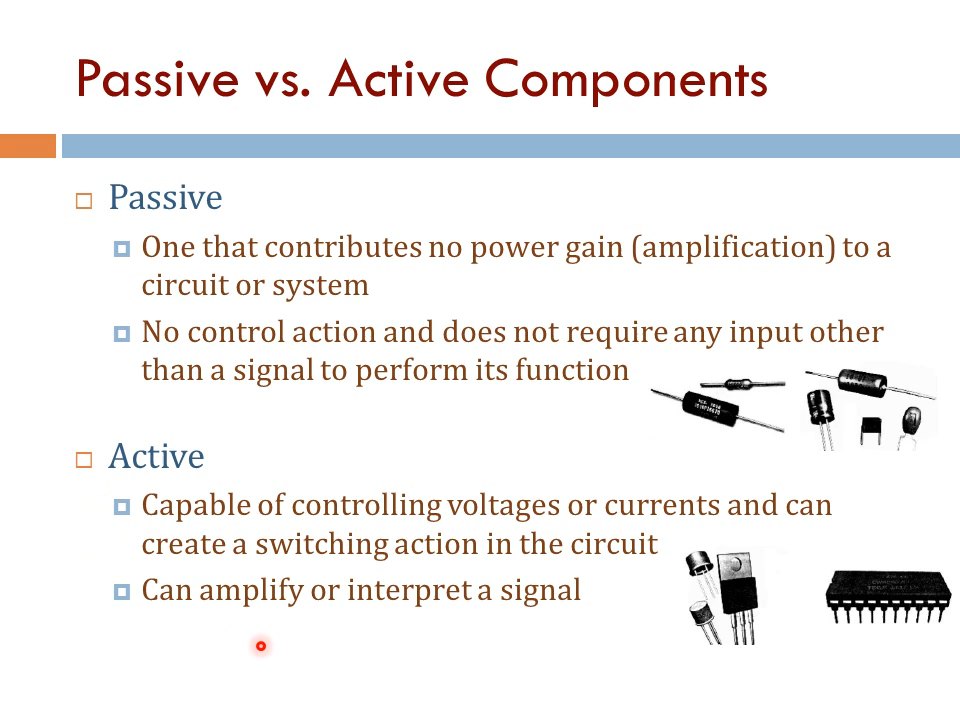 Passive vs. Active Components
Passive
One that contributes no power gain (amplification) to a
circuit or system
No control action and does not require any input other
than a signal to perform its function
Active
Capable of controlling voltages or currents and can
create a switching action in the circuit
Can amplify or interpret a signal